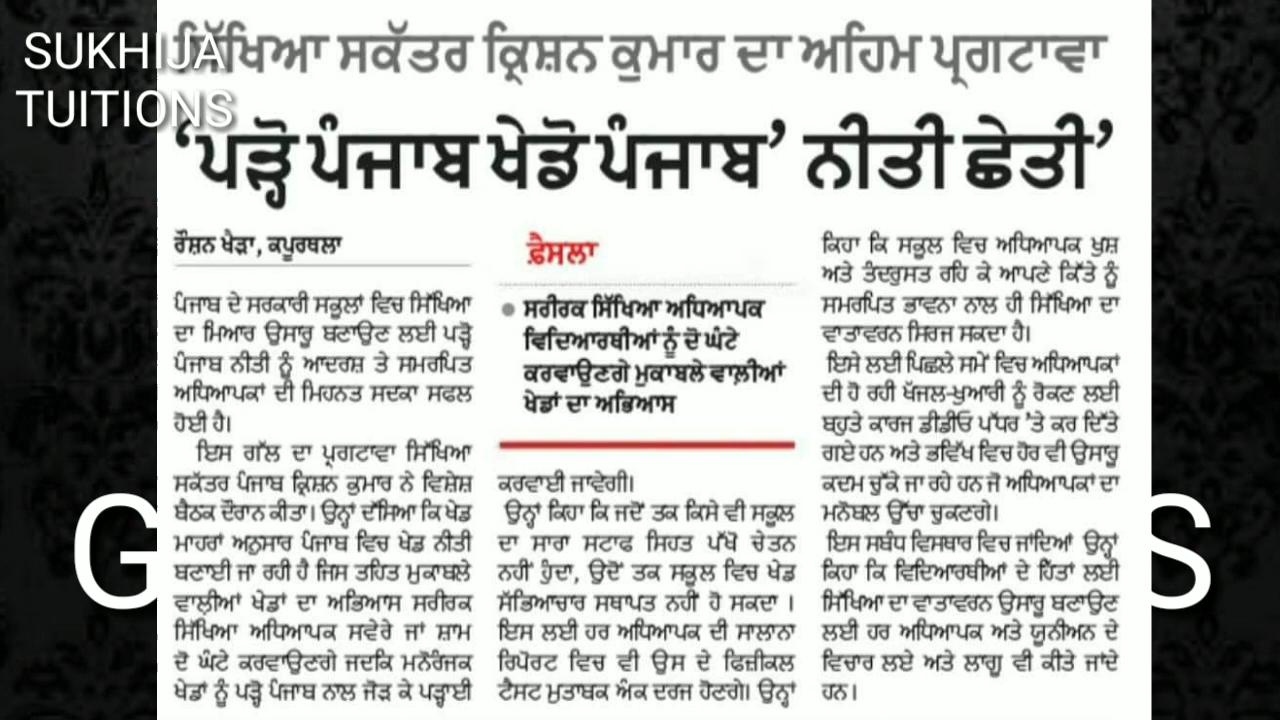 SUKHIJA
TUITIONS
ਸਿੱਖਿਆ ਸਕੱਤਰ ਕ੍ਰਿਸ਼ਨ ਕੁਮਾਰ ਦਾ ਅਹਿਮ ਪ੍ਰਗਟਾਵਾ
‘ਪੜ੍ਹੋ ਪੰਜਾਬ ਖੇਡੋ ਪੰਜਾਬ’ ਨੀਤੀ ਛੇਤੀ’
ਰੌਸ਼ਨ ਖੈੜਾ, ਕਪੂਰਥਲਾ
ਪੰਜਾਬ ਦੇ ਸਰਕਾਰੀ ਸਕੂਲਾਂ ਵਿਚ ਸਿੱਖਿਆ
ਦਾ ਮਿਆਰ ਉਸਾਰੂ ਬਣਾਉਣ ਲਈ ਪੜ੍ਹੋ
ਪੰਜਾਬ ਨੀਤੀ ਨੂੰ ਆਦਰਸ਼ ਤੇ ਸਮਰਪਿਤ
ਅਧਿਆਪਕਾਂ ਦੀ ਮਿਹਨਤ ਸਦਕਾ ਸਫਲ
ਹੋਈ ਹੈ।
ਇਸ ਗੱਲ ਦਾ ਪ੍ਰਗਟਾਵਾ ਸਿੱਖਿਆ
ਸਕੱਤਰ ਪੰਜਾਬ ਕ੍ਰਿਸ਼ਨ ਕੁਮਾਰ ਨੇ ਵਿਸ਼ੇਸ਼
ਬੈਠਕ ਦੌਰਾਨ ਕੀਤਾ। ਉਨ੍ਹਾਂ ਦੱਸਿਆ ਕਿ ਖੇਡ
ਮਾਹਰਾਂ ਅਨੁਸਾਰ ਪੰਜਾਬ ਵਿਚ ਖੇਡ ਨੀਤੀ
ਬਣਾਈ ਜਾ ਰਹੀ ਹੈ ਜਿਸ ਤਹਿਤ ਮੁਕਾਬਲੇ
ਵਾਲ਼ੀਆਂ ਖੇਡਾਂ ਦਾ ਅਭਿਆਸ ਸਰੀਰਕ
ਸਿੱਖਿਆ ਅਧਿਆਪਕ ਸਵੇਰੇ ਜਾਂ ਸ਼ਾਮ
ਦੋ ਘੰਟੇ ਕਰਵਾਉਣਗੇ ਜਦਕਿ ਮਨੋਰੰਜਕ
ਖੇਡਾਂ ਨੂੰ ਪੜ੍ਹੋ ਪੰਜਾਬ ਨਾਲ ਜੋੜ ਕੇ ਪੜ੍ਹਾਈ
ਫ਼ੈਸਲਾ
ਸਰੀਰਕ ਸਿੱਖਿਆ ਅਧਿਆਪਕ
ਵਿਦਿਆਰਥੀਆਂ ਨੂੰ ਦੋ ਘੰਟੇ
ਕਰਵਾਉਣਗੇ ਮੁਕਾਬਲੇ ਵਾਲ਼ੀਆਂ
ਖੇਡਾਂ ਦਾ ਅਭਿਆਸ
ਕਰਵਾਈ ਜਾਵੇਗੀ।
ਉਨ੍ਹਾਂ ਕਿਹਾ ਕਿ ਜਦੋਂ ਤਕ ਕਿਸੇ ਵੀ ਸਕੂਲ
ਦਾ ਸਾਰਾ ਸਟਾਫ ਸਿਹਤ ਪੱਖੋਂ ਚੇਤਨ
ਨਹੀਂ ਹੁੰਦਾ, ਉਦੋਂ ਤਕ ਸਕੂਲ ਵਿਚ ਖੇਡ
ਸੱਭਿਆਚਾਰ ਸਥਾਪਤ ਨਹੀਂ ਹੋ ਸਕਦਾ ।
ਇਸ ਲਈ ਹਰ ਅਧਿਆਪਕ ਦੀ ਸਾਲਾਨਾ
ਰਿਪੋਰਟ ਵਿਚ ਵੀ ਉਸ ਦੇ ਫਿਜ਼ੀਕਲ
ਟੈਸਟ ਮੁਤਾਬਕ ਅੰਕ ਦਰਜ ਹੋਣਗੇ। ਉਨ੍ਹਾਂ
ਕਿਹਾ ਕਿ ਸਕੂਲ ਵਿਚ ਅਧਿਆਪਕ ਖੁਸ਼
ਅਤੇ ਤੰਦਰੁਸਤ ਰਹਿ ਕੇ ਆਪਣੇ ਕਿੱਤੇ ਨੂੰ
ਸਮਰਪਿਤ ਭਾਵਨਾ ਨਾਲ ਹੀ ਸਿੱਖਿਆ ਦਾ
ਵਾਤਾਵਰਨ ਸਿਰਜ ਸਕਦਾ ਹੈ।
ਇਸੇ ਲਈ ਪਿਛਲੇ ਸਮੇਂ ਵਿਚ ਅਧਿਆਪਕਾਂ
ਦੀ ਹੋ ਰਹੀ ਖੱਜਲ-ਖੁਆਰੀ ਨੂੰ ਰੋਕਣ ਲਈ
ਬਹੁਤੇ ਕਾਰਜ ਡੀਡੀਓ ਪੱਧਰ ’ਤੇ ਕਰ ਦਿੱਤੇ
ਗਏ ਹਨ ਅਤੇ ਭਵਿੱਖ ਵਿਚ ਹੋਰ ਵੀ ਉਸਾਰੂ
ਕਦਮ ਚੁੱਕੇ ਜਾ ਰਹੇ ਹਨ ਜੋ ਅਧਿਆਪਕਾਂ ਦਾ
ਮਨੋਬਲ ਉੱਚਾ ਚੁਕਣਗੇ।
ਇਸ ਸਬੰਧ ਵਿਸਥਾਰ ਵਿਚ ਜਾਂਦਿਆਂ ਉਨ੍ਹਾਂ
ਕਿਹਾ ਕਿ ਵਿਦਿਆਰਥੀਆਂ ਦੇ ਹਿੱਤਾਂ ਲਈ
ਸਿੱਖਿਆ ਦਾ ਵਾਤਾਵਰਨ ਉਸਾਰੂ ਬਣਾਉਣ
ਲਈ ਹਰ ਅਧਿਆਪਕ ਅਤੇ ਯੂਨੀਅਨ ਦੇ
ਵਿਚਾਰ ਲਏ ਅਤੇ ਲਾਗੂ ਵੀ ਕੀਤੇ ਜਾਂਦੇ
ਹਨ।